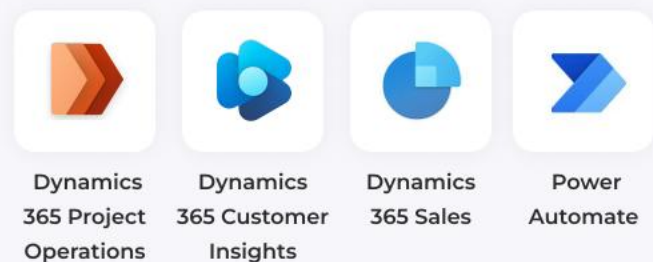 Dynamics
365 Project
Operations
Dynamics
365 Customer
Insights
Dynamics
365 Sales
Power
Automate